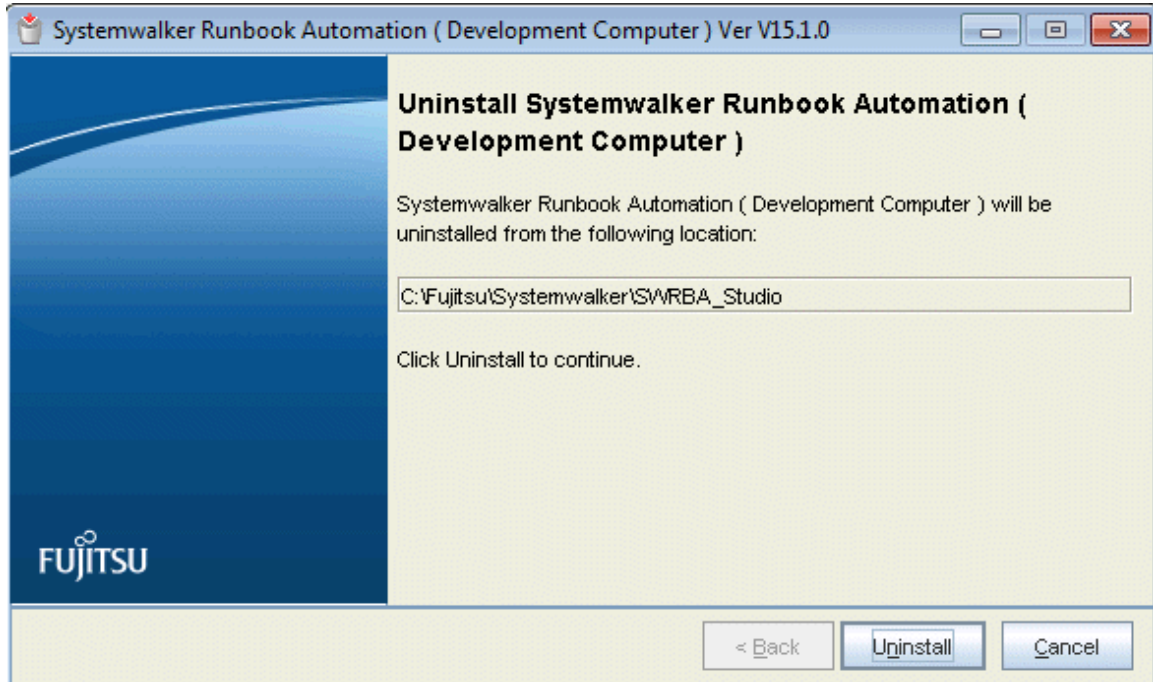 Systemwalker Runbook Automation ( Development Computer ) Ver V15.1.0
Uninstall Systemwalker Runbook Automation (
Development Computer )
Systemwalker Runbook Automation ( Development Computer ) will be
uninstalled from the following location:
C:\Fujitsu\Systemwalker\SWRBA_Studio
Click Uninstall to continue.
FUJITSU
< Back
Uninstall
Cancel